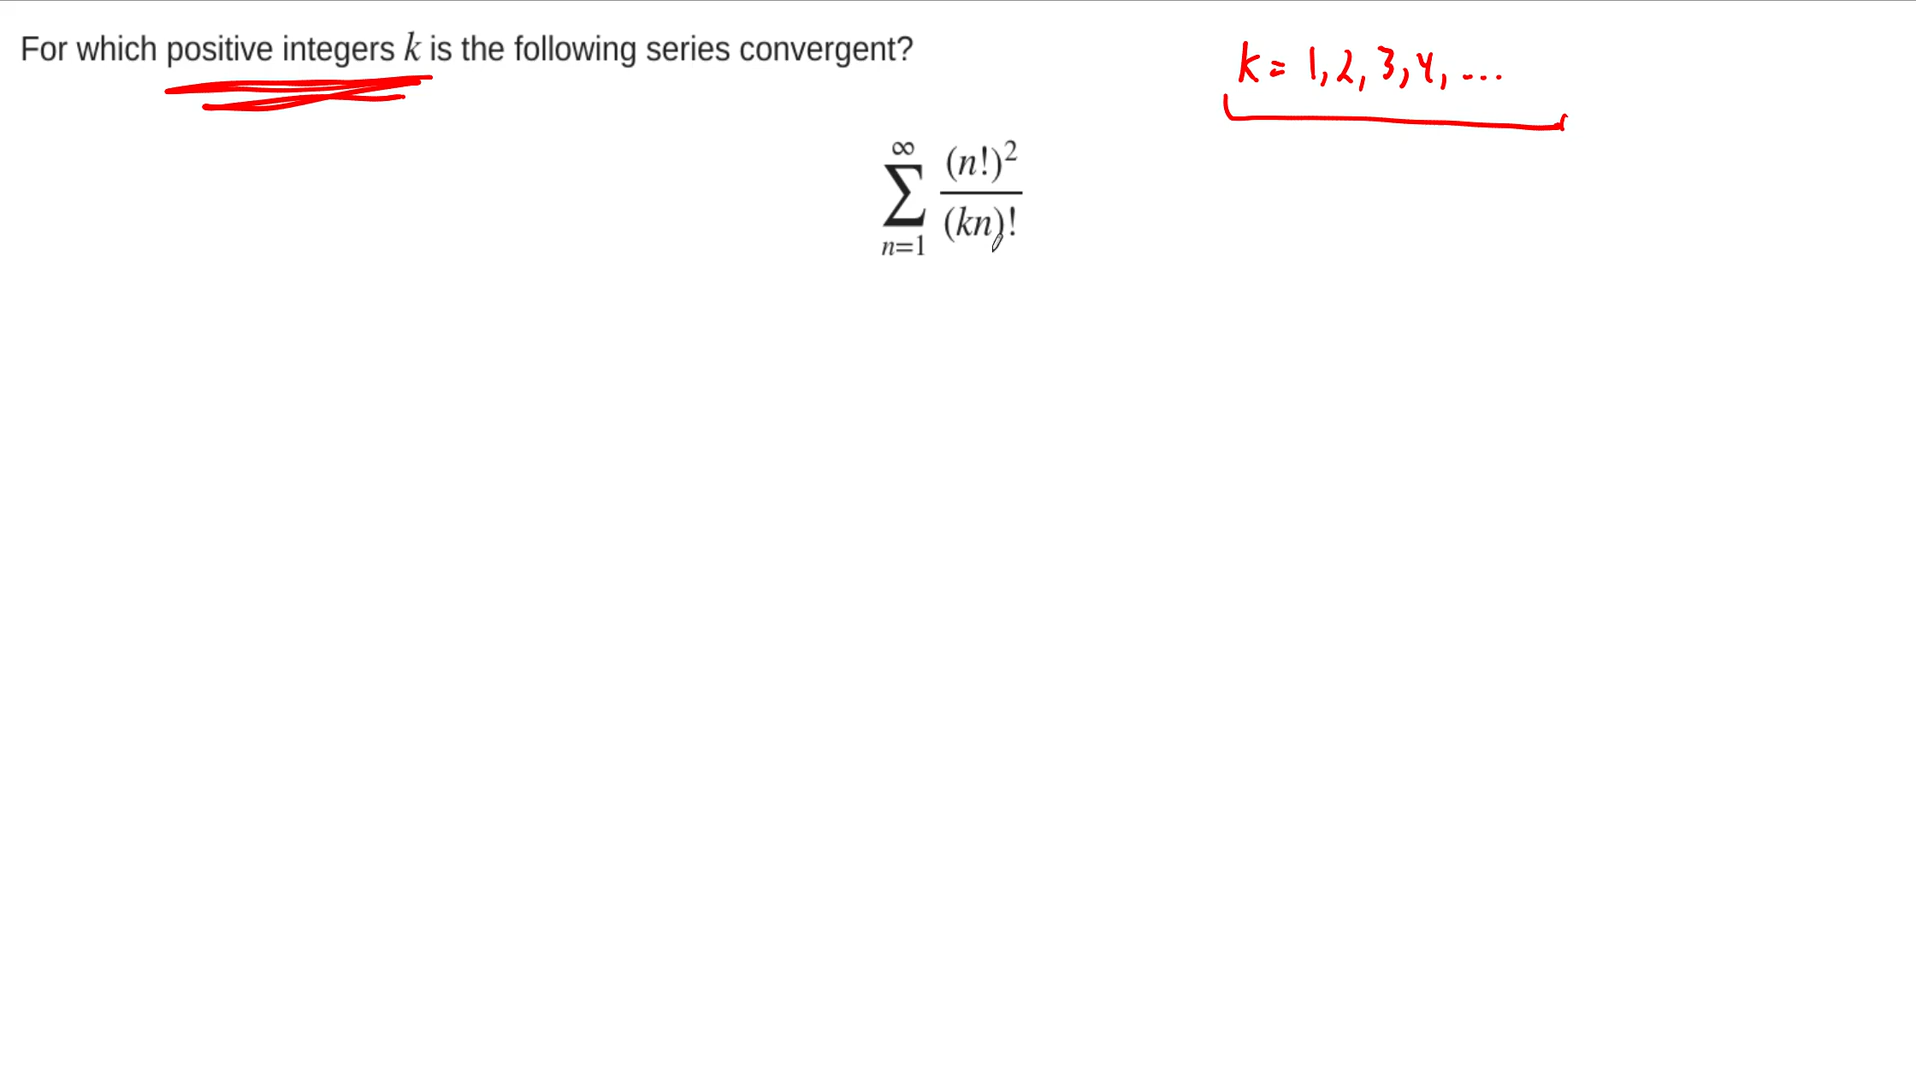 For which positive integers k is the following series convergent?
k = 1, 2, 3, 4, ...
∞
∑ (n!)² / (kn)!
n=1